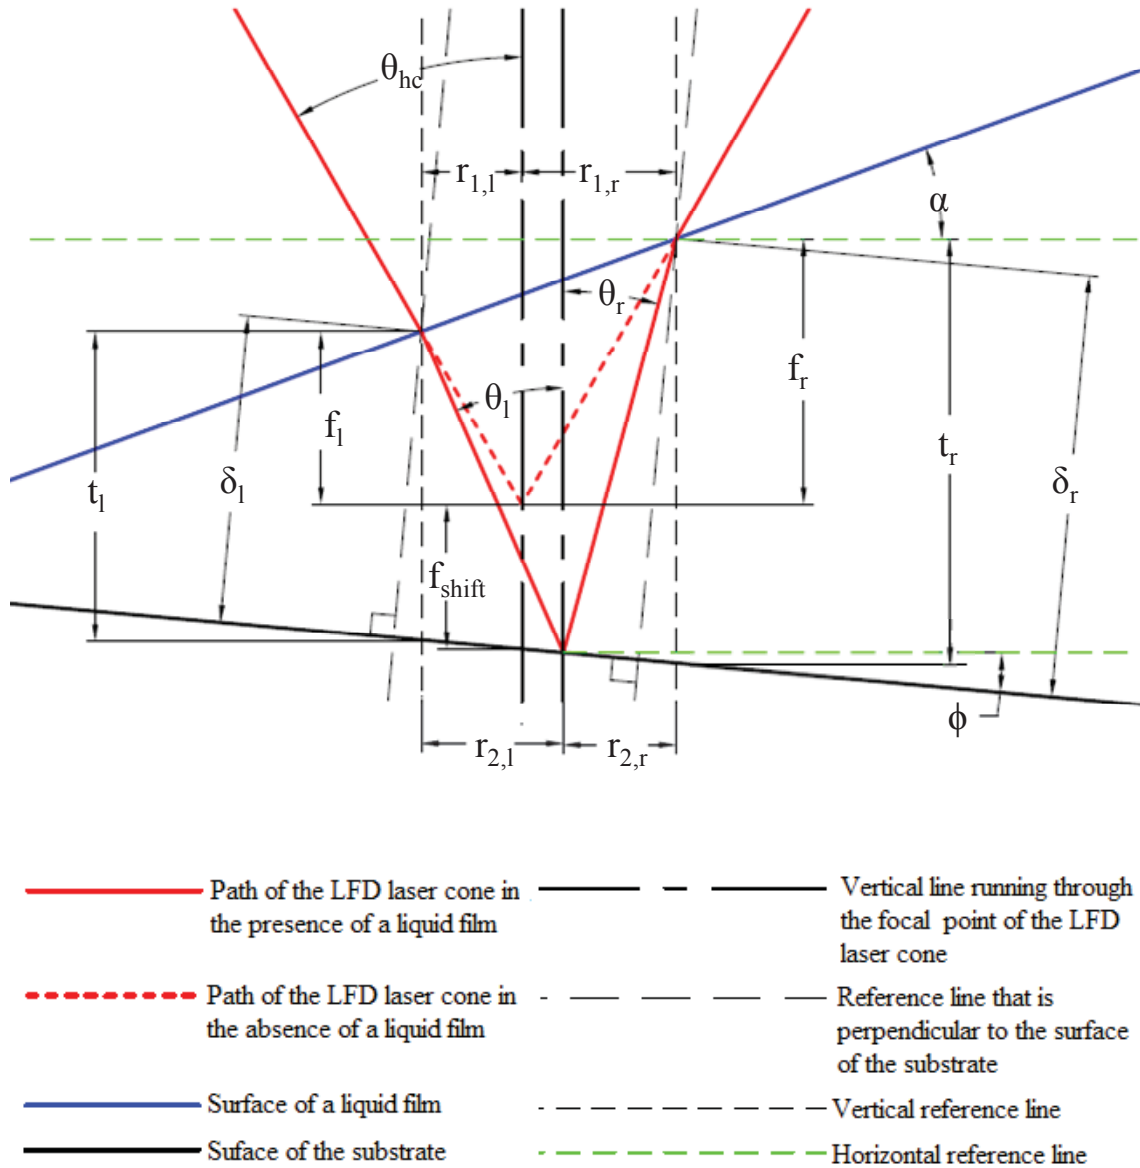 θhc
r1,l r1,r
α
θr
θl
fl fr
tl δl tr δr
fshift
ϕ
r2,l r2,r
Path of the LFD laser cone in
the presence of a liquid film
Vertical line running through
the focal point of the LFD
laser cone
Path of the LFD laser cone in
the absence of a liquid film
Reference line that is
perpendicular to the surface
of the substrate
Surface of a liquid film
Vertical reference line
Suface of the substrate
Horizontal reference line